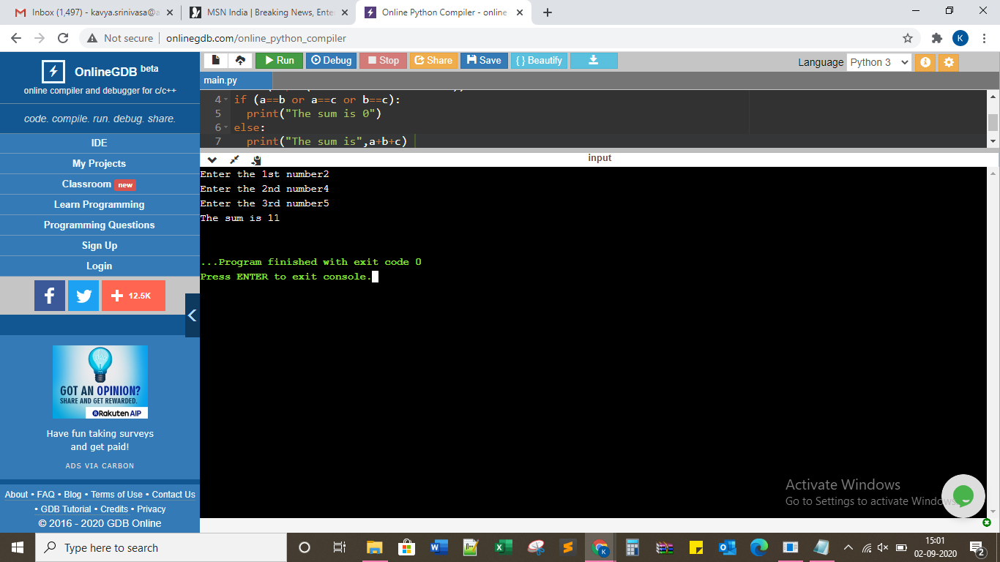 Inbox (1,497) - kavya.srinivasa@a
MSN India | Breaking News, Ente
Online Python Compiler - online
Not secure
onlinegdb.com/online_python_compiler
K
OnlineGDB beta
online compiler and debugger for c/c++
code. compile. run. debug. share.
IDE
My Projects
Classroom new
Learn Programming
Programming Questions
Sign Up
Login
f
12.5K
GOT AN OPINION?
SHARE AND GET REWARDED.
Rakuten AIP
Have fun taking surveys
and get paid!
ADS VIA CARBON
About • FAQ • Blog • Terms of Use • Contact Us
• GDB Tutorial • Credits • Privacy
© 2016 - 2020 GDB Online
Run Debug Stop Share Save { } Beautify
Language Python 3
main.py
4 if (a==b or a==c or b==c):
5 print("The sum is 0")
6 else:
7 print("The sum is",a+b+c)
input
Enter the 1st number2
Enter the 2nd number4
Enter the 3rd number5
The sum is 11
...Program finished with exit code 0
Press ENTER to exit console.
Activate Windows
Go to Settings to activate Windows.
Type here to search
15:01
02-09-2020
2